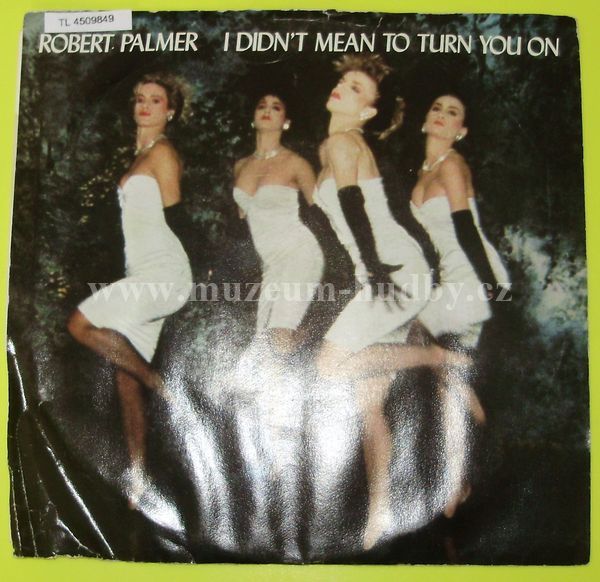 TL 4509849
ROBERT PALMER I DIDN'T MEAN TO TURN YOU ON
www.muzeum-hudby.cz